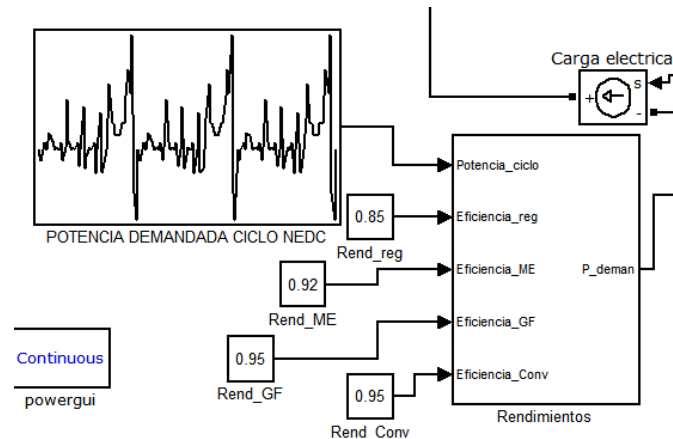 Carga electrica
+
s
-
Potencia_ciclo
POTENCIA DEMANDADA CICLO NEDC
0.85
Eficiencia_reg
Rend_reg
0.92
Eficiencia_ME
P_deman
Rend_ME
Continuous
powergui
0.95
Eficiencia_GF
Rend_GF
0.95
Eficiencia_Conv
Rend_Conv
Rendimientos